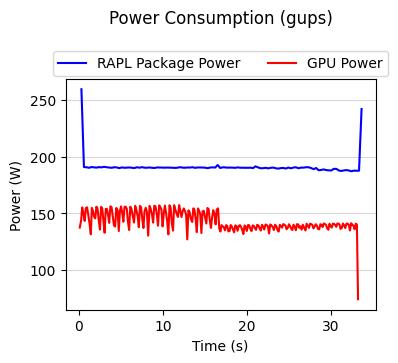 Power Consumption (gups)
RAPL Package Power
GPU Power
250
200
150
100
Power (W)
0
10
20
30
Time (s)